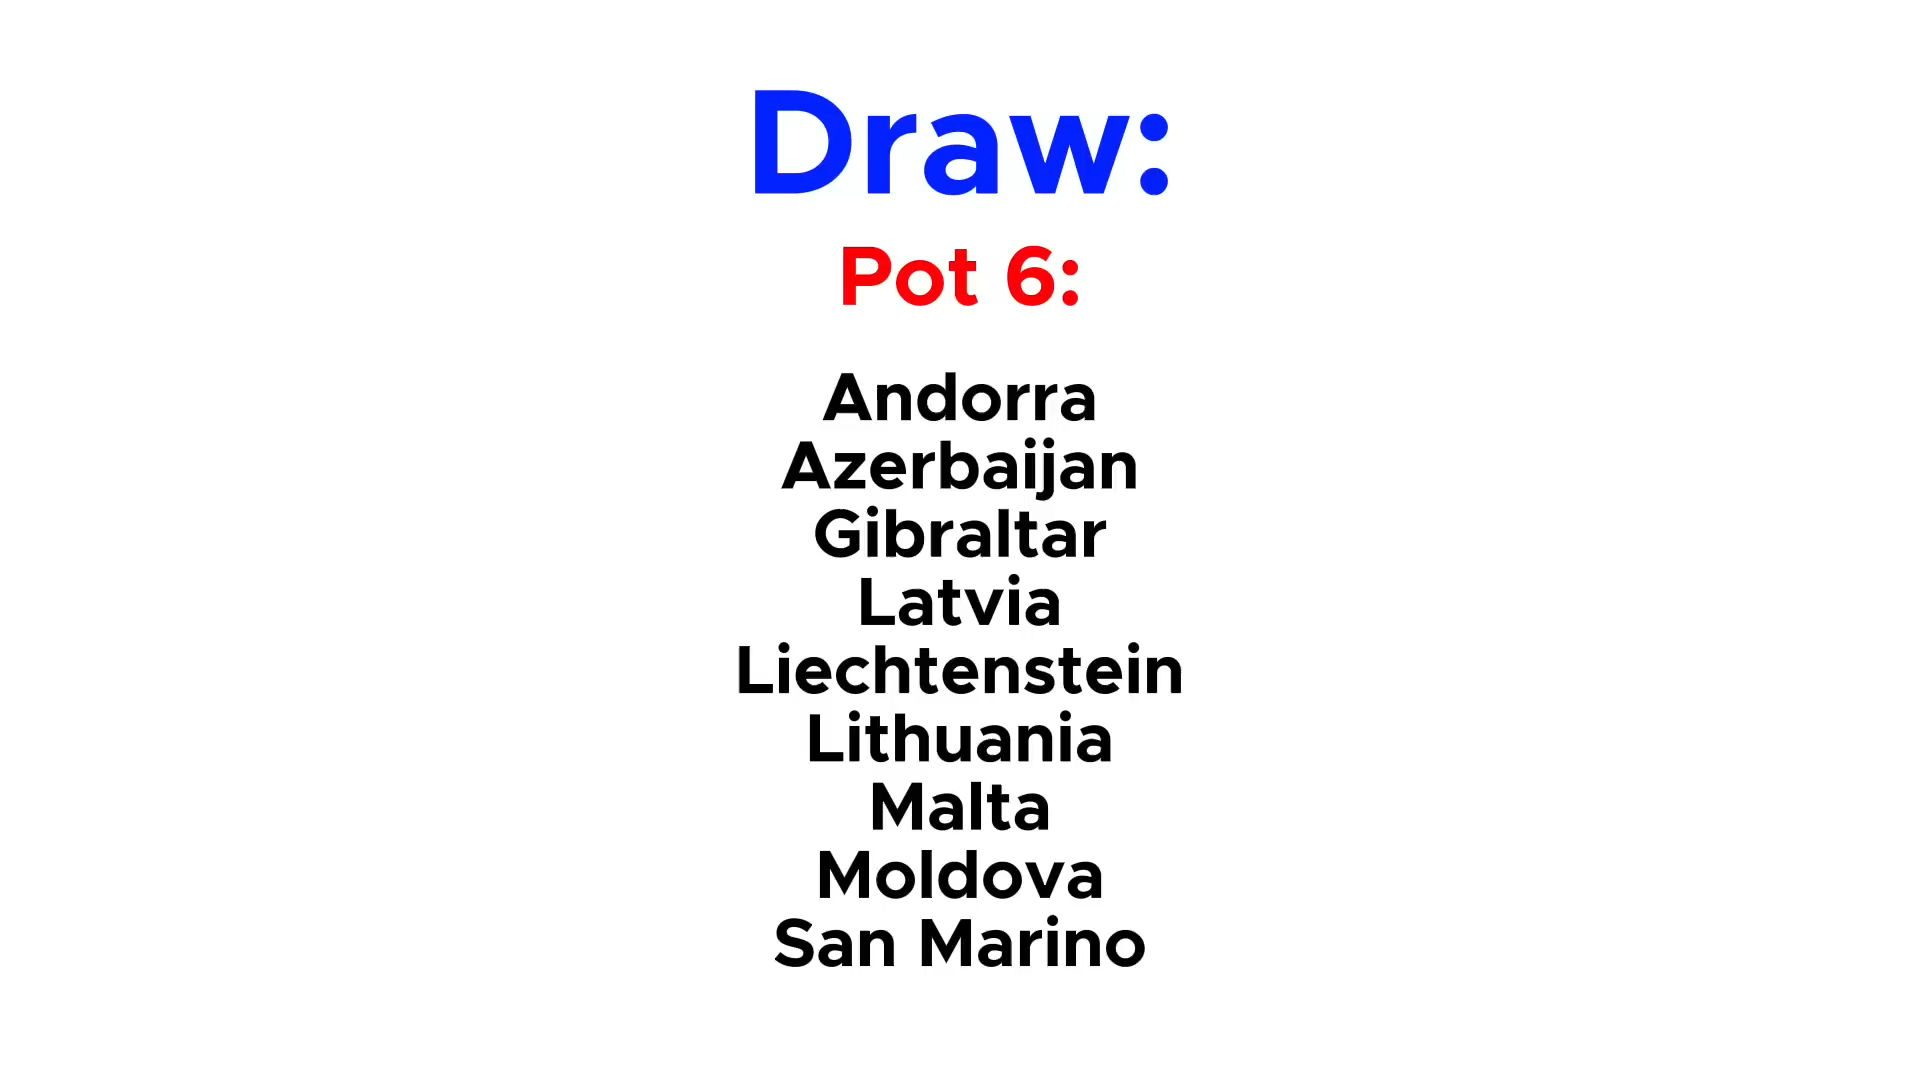 Draw:
Pot 6:
Andorra
Azerbaijan
Gibraltar
Latvia
Liechtenstein
Lithuania
Malta
Moldova
San Marino